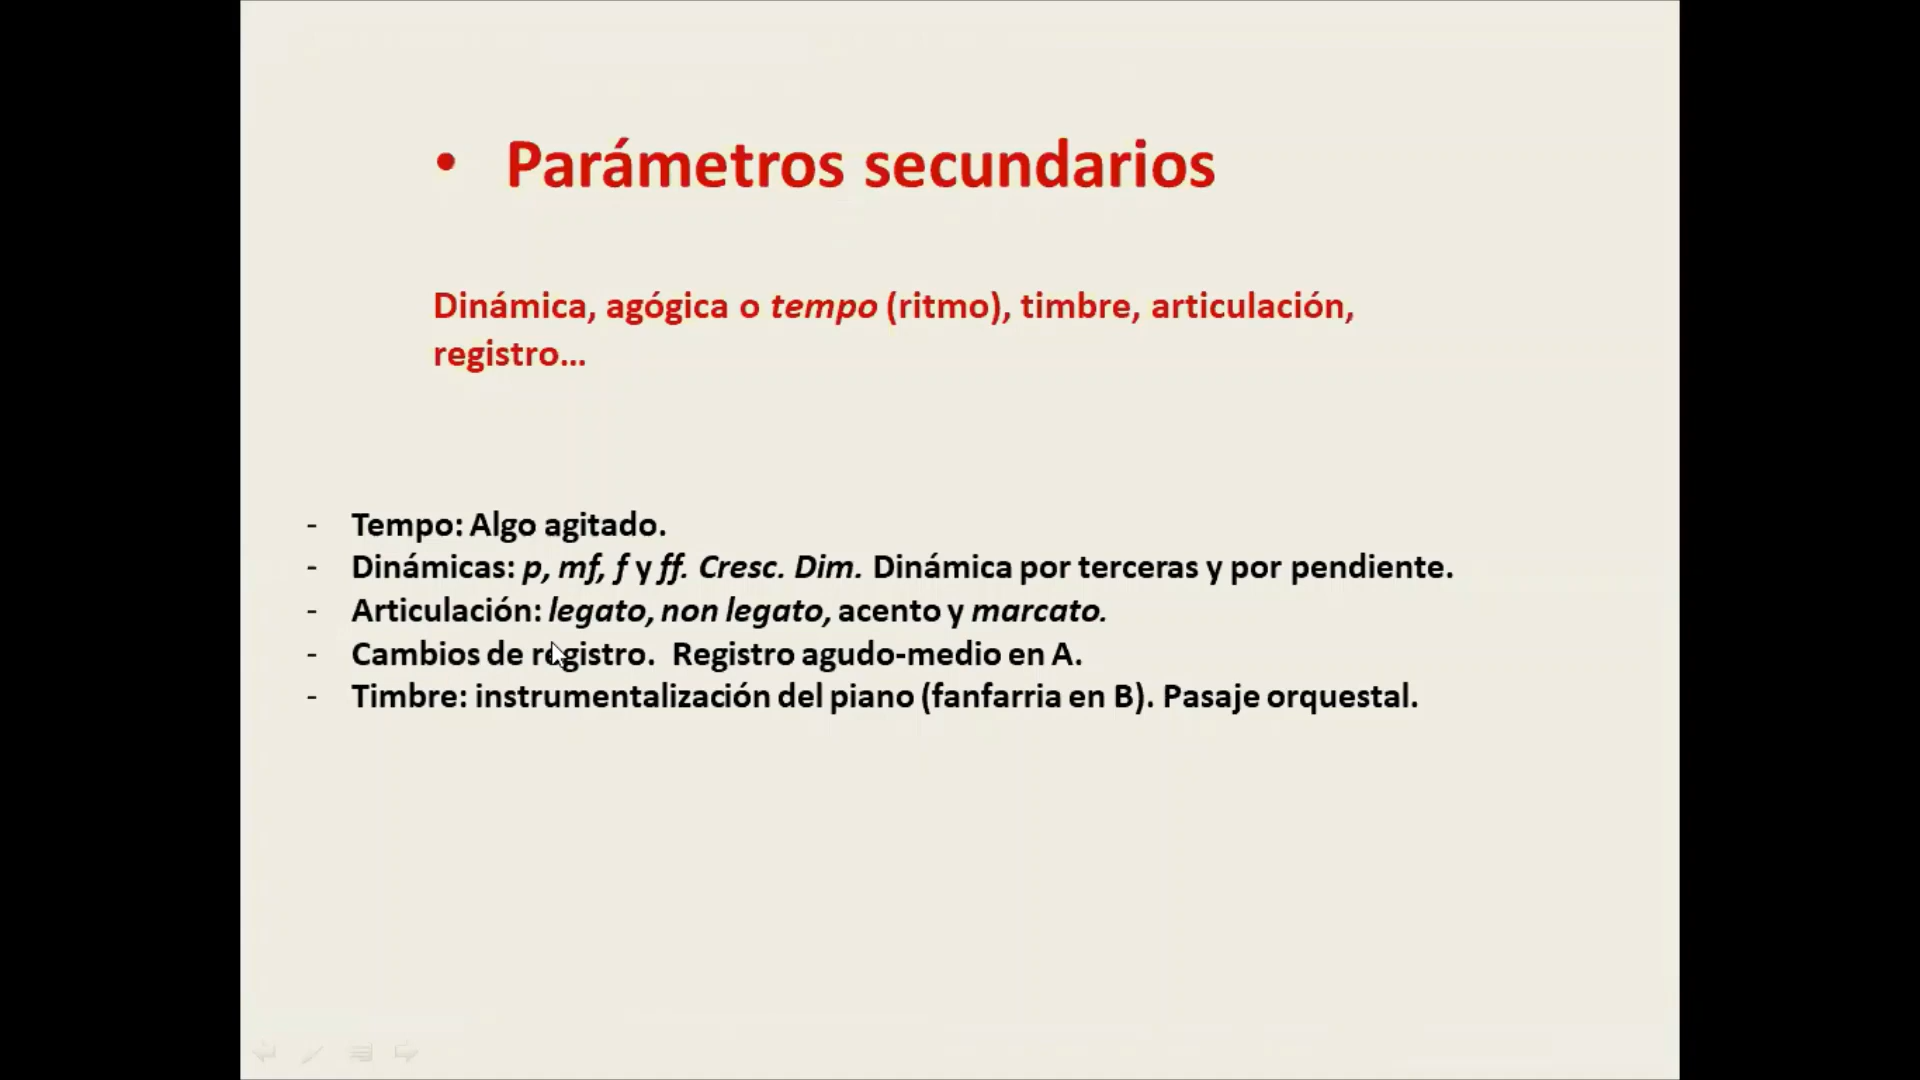 • Parámetros secundarios
Dinámica, agógica o tempo (ritmo), timbre, articulación,
registro...
- Tempo: Algo agitado.
- Dinámicas: p, mf, f y ff. Cresc. Dim. Dinámica por terceras y por pendiente.
- Articulación: legato, non legato, acento y marcato.
- Cambios de registro.  Registro agudo-medio en A.
- Timbre: instrumentalización del piano (fanfarria en B). Pasaje orquestal.